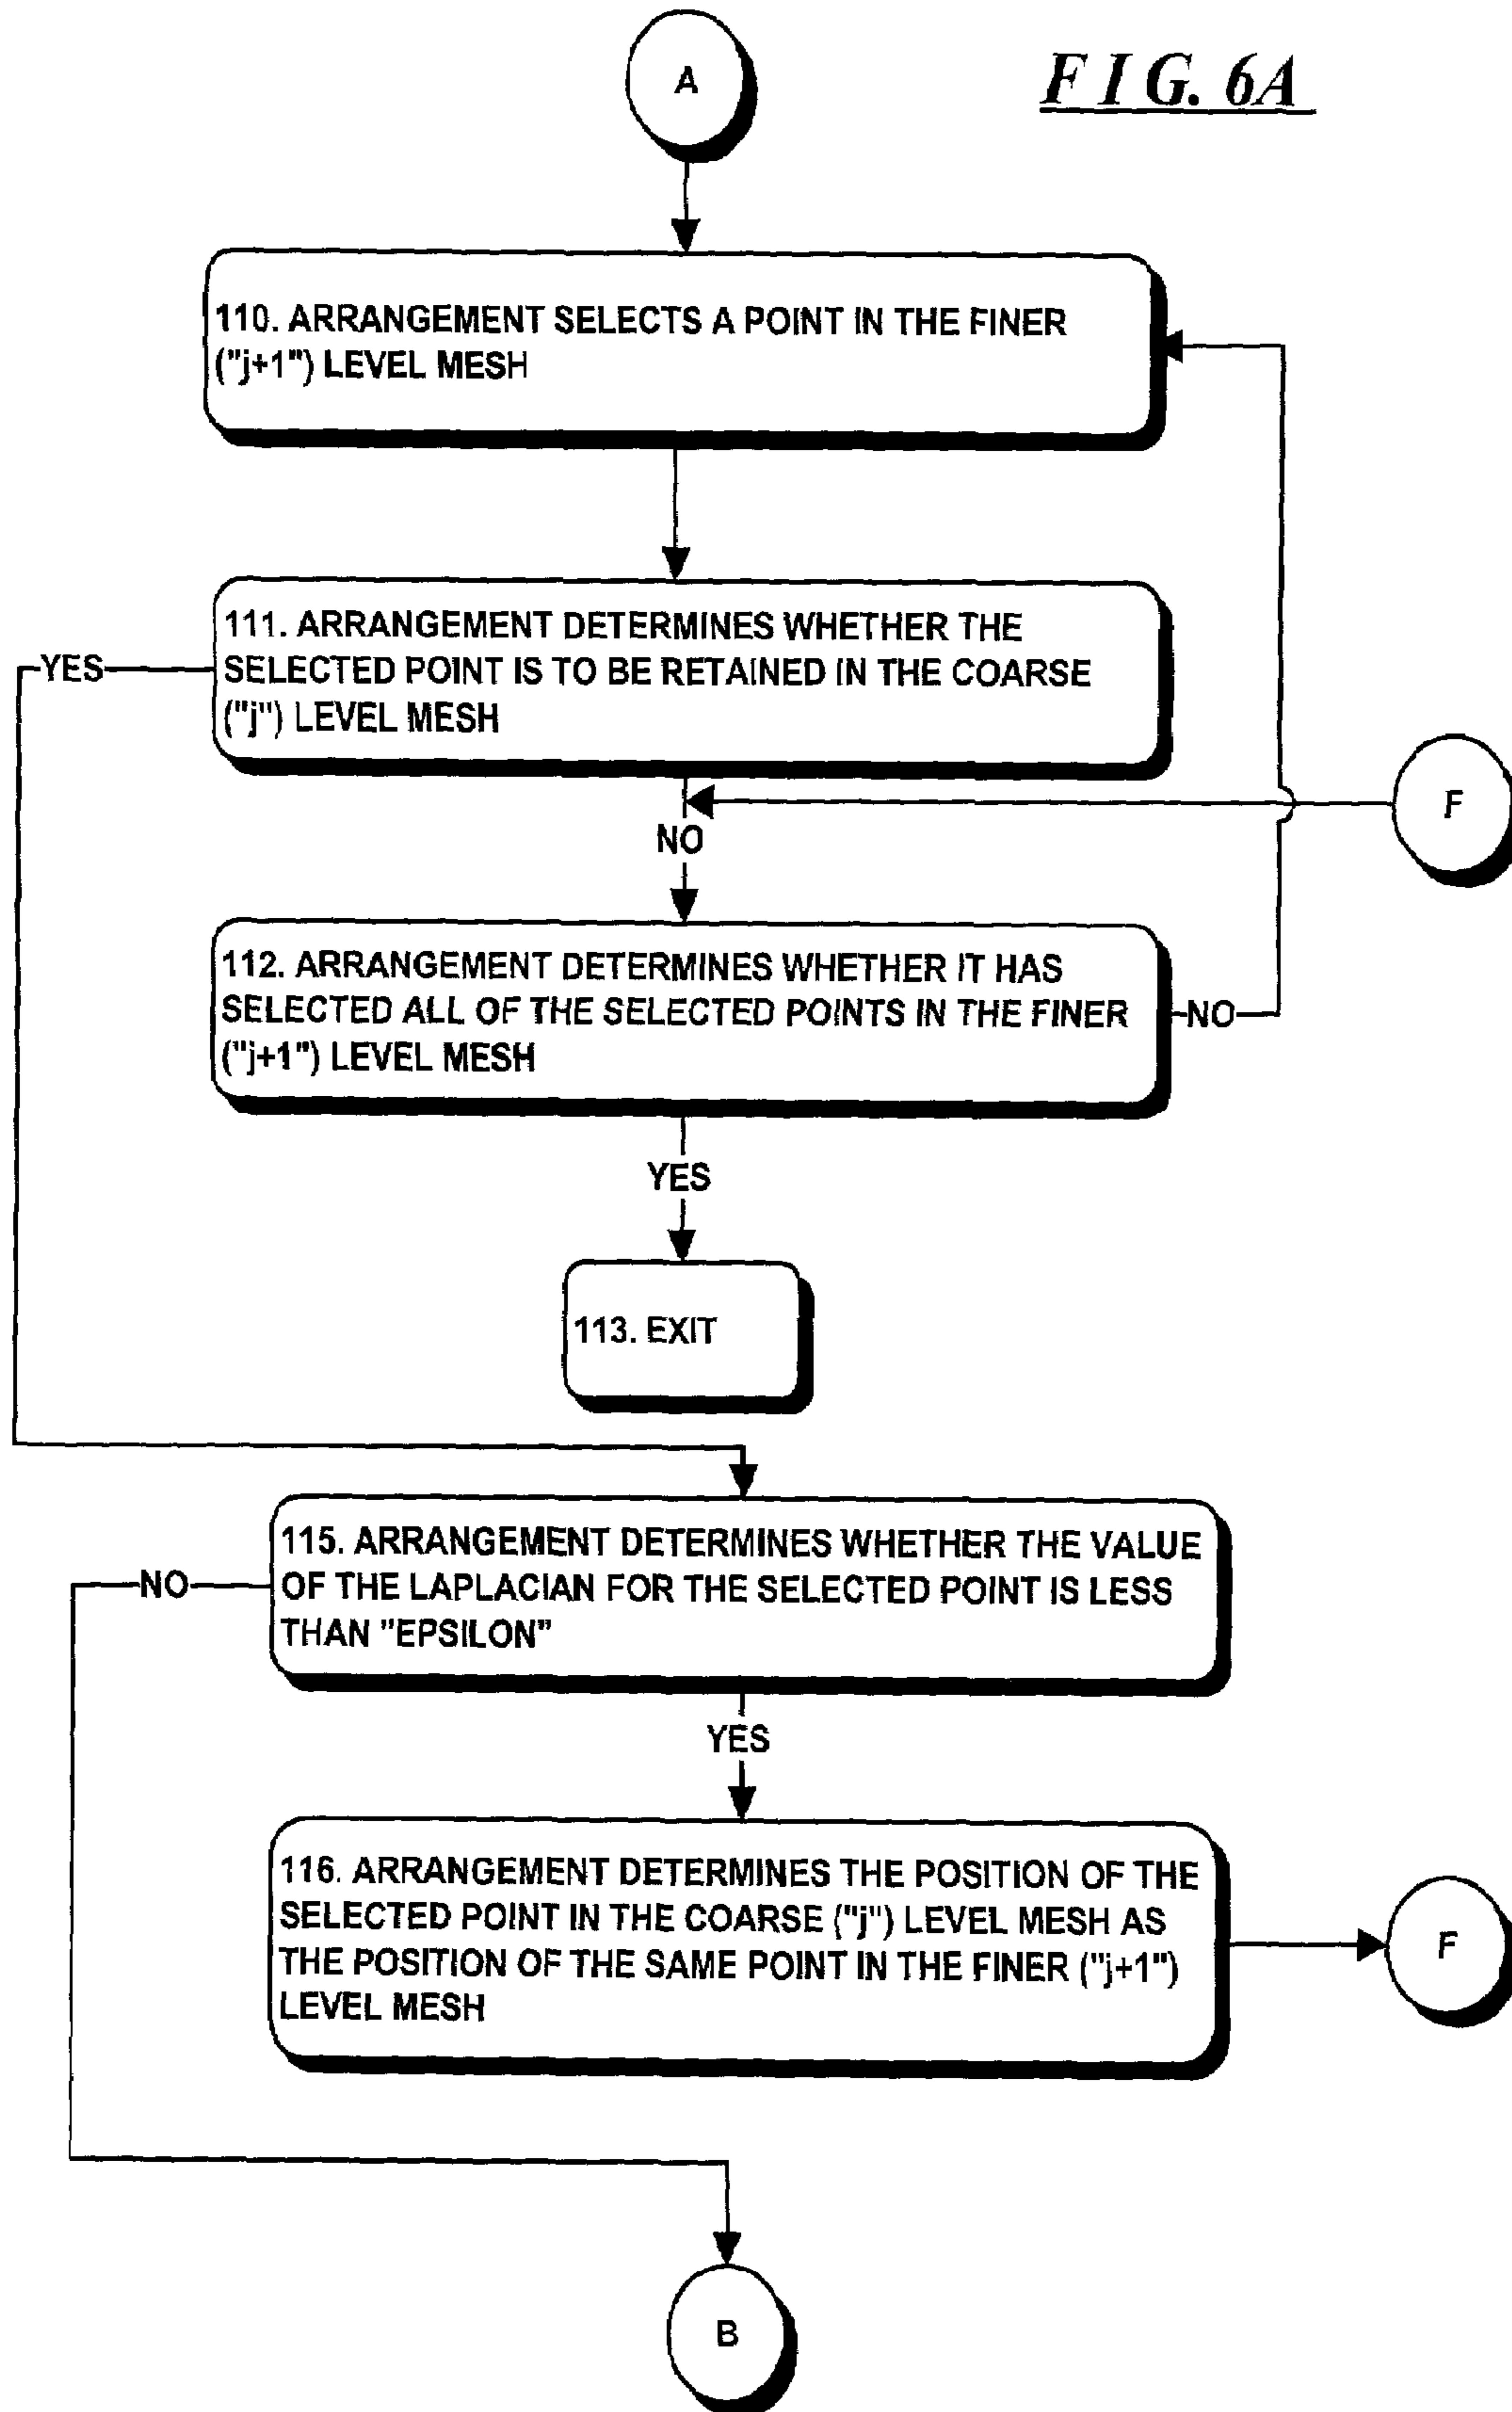 A
FIG. 6A
110. ARRANGEMENT SELECTS A POINT IN THE FINER
("j+1") LEVEL MESH
111. ARRANGEMENT DETERMINES WHETHER THE
SELECTED POINT IS TO BE RETAINED IN THE COARSE
("j") LEVEL MESH
YES
F
NO
112. ARRANGEMENT DETERMINES WHETHER IT HAS
SELECTED ALL OF THE SELECTED POINTS IN THE FINER
("j+1") LEVEL MESH
NO
YES
113. EXIT
115. ARRANGEMENT DETERMINES WHETHER THE VALUE
OF THE LAPLACIAN FOR THE SELECTED POINT IS LESS
THAN "EPSILON"
NO
YES
116. ARRANGEMENT DETERMINES THE POSITION OF THE
SELECTED POINT IN THE COARSE ("j") LEVEL MESH AS
THE POSITION OF THE SAME POINT IN THE FINER ("j+1")
LEVEL MESH
F
B